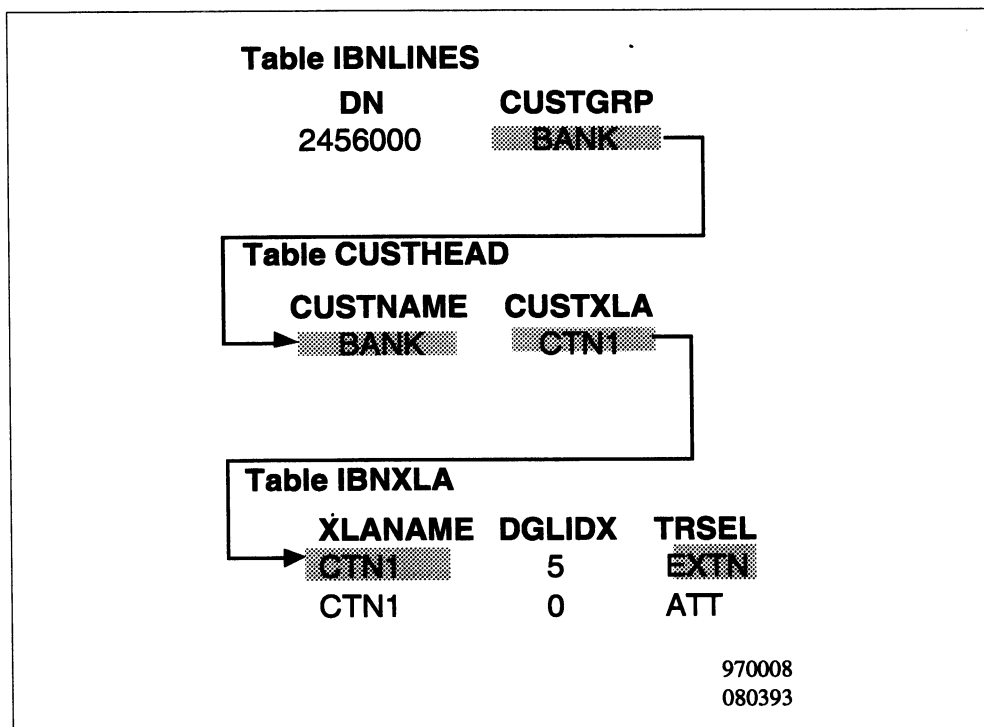 Table IBNLINES
DN CUSTGRP
2456000 BANK
Table CUSTHEAD
CUSTNAME CUSTXLA
BANK CTN1
Table IBNXLA
XLANAME DGLIDX TRSEL
CTN1 5 EXTN
CTN1 0 ATT
970008
080393